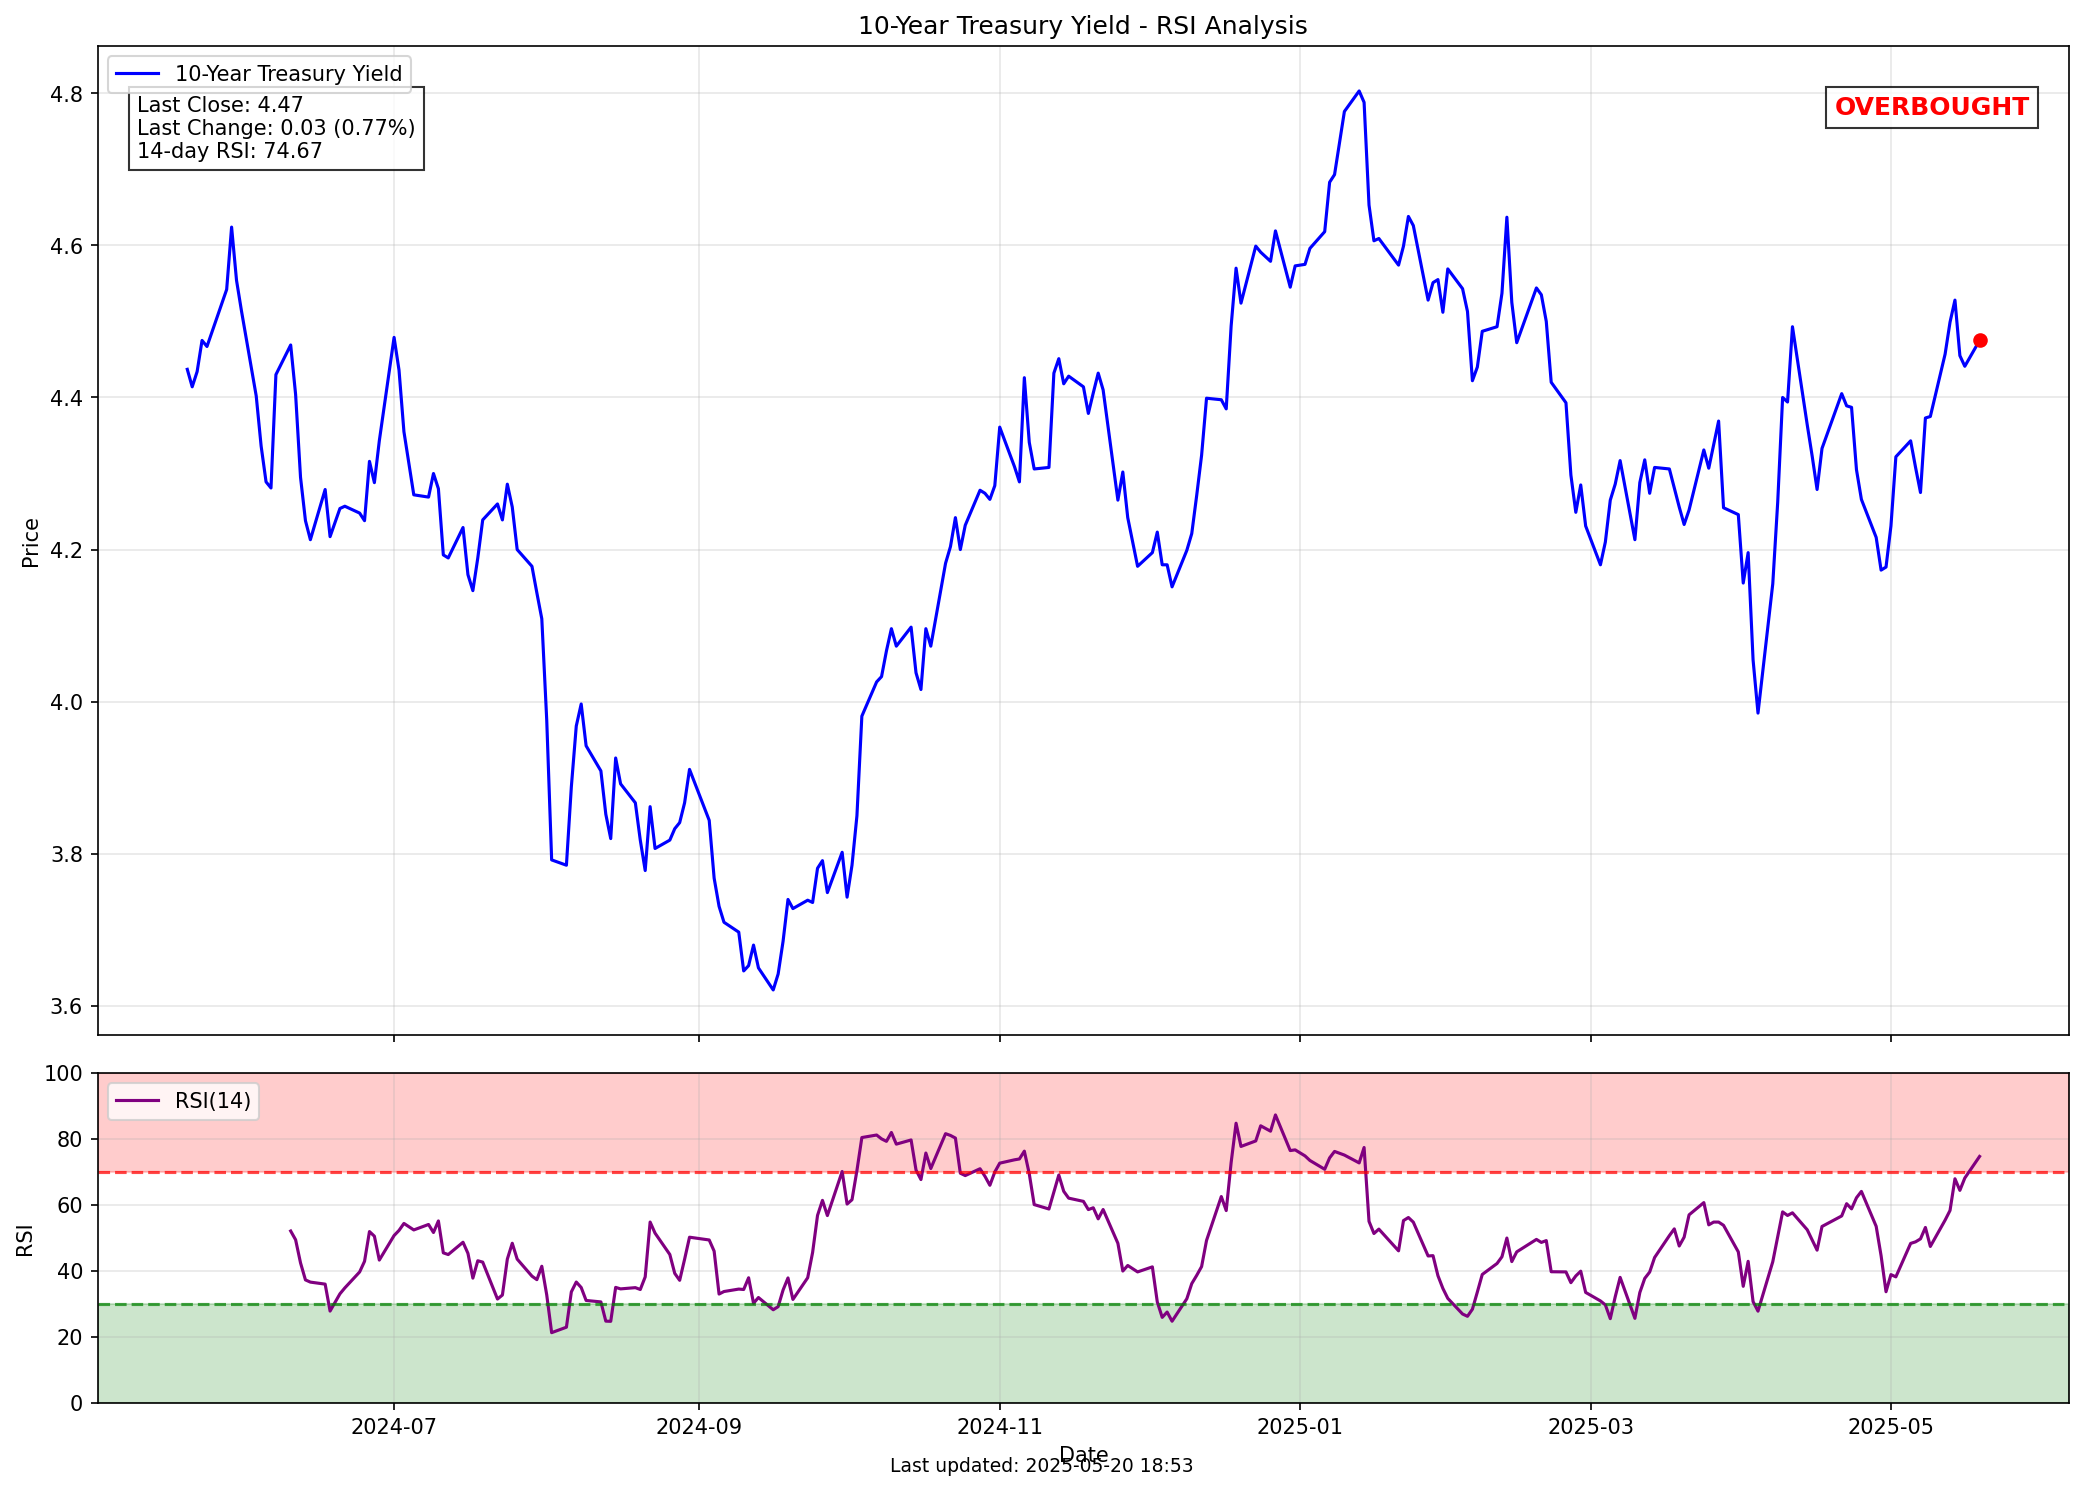 10-Year Treasury Yield - RSI Analysis
10-Year Treasury Yield
Last Close: 4.47
Last Change: 0.03 (0.77%)
14-day RSI: 74.67
OVERBOUGHT
4.8
4.6
4.4
4.2
4.0
3.8
3.6
Price
RSI(14)
100
80
60
40
20
0
RSI
2024-07
2024-09
2024-11
2025-01
2025-03
2025-05
Date
Last updated: 2025-05-20 18:53